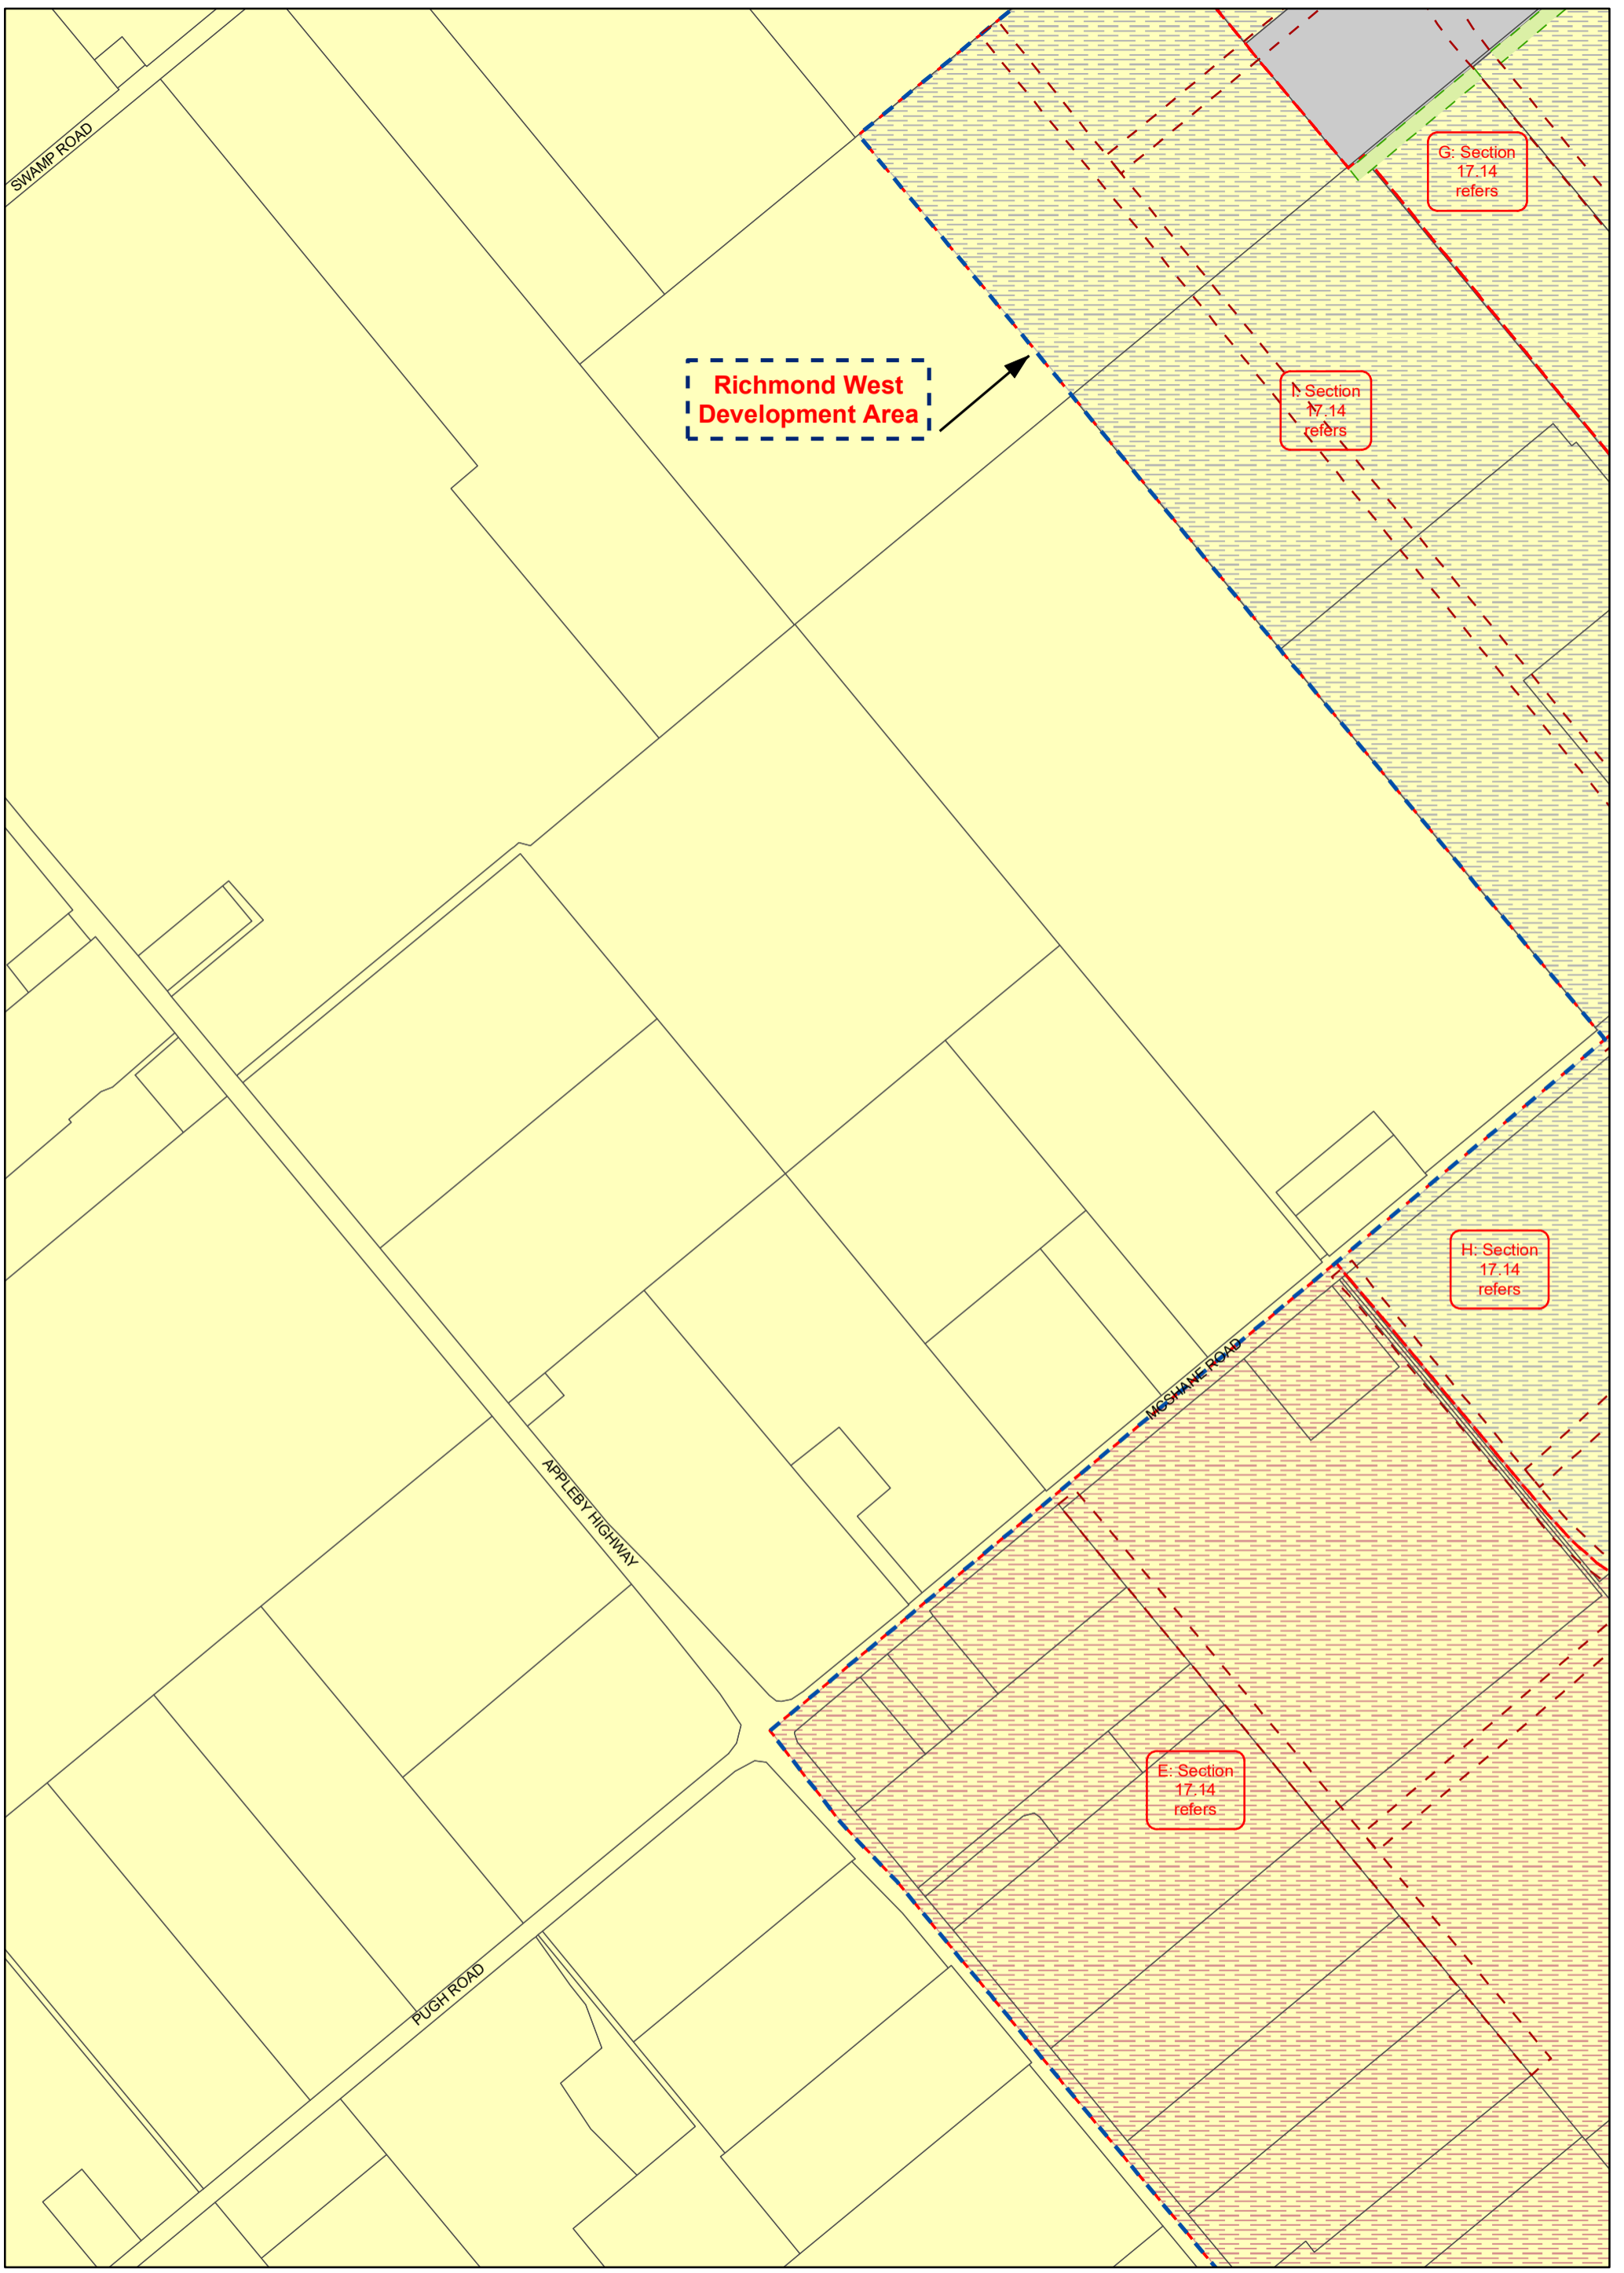 SWAMP ROAD
G: Section
17.14
refers
Richmond West
Development Area
I: Section
17.14
refers
H: Section
17.14
refers
MCSHANE ROAD
APPLEBY HIGHWAY
E: Section
17.14
refers
PUGH ROAD